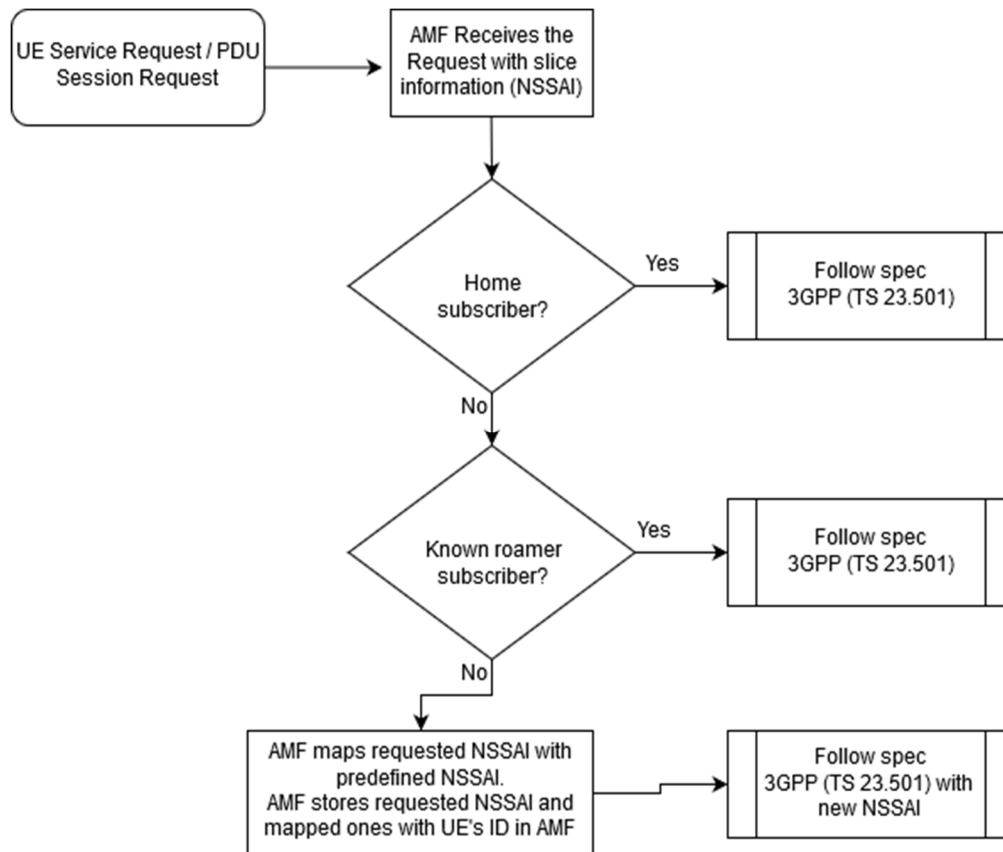 UE Service Request / PDU
Session Request
AMF Receives the
Request with slice
information (NSSAI)
Home
subscriber?
Yes
Follow spec
3GPP (TS 23.501)
No
Known roamer
subscriber?
Yes
Follow spec
3GPP (TS 23.501)
No
AMF maps requested NSSAI with
predefined NSSAI.
AMF stores requested NSSAI and
mapped ones with UE's ID in AMF
Follow spec
3GPP (TS 23.501) with
new NSSAI